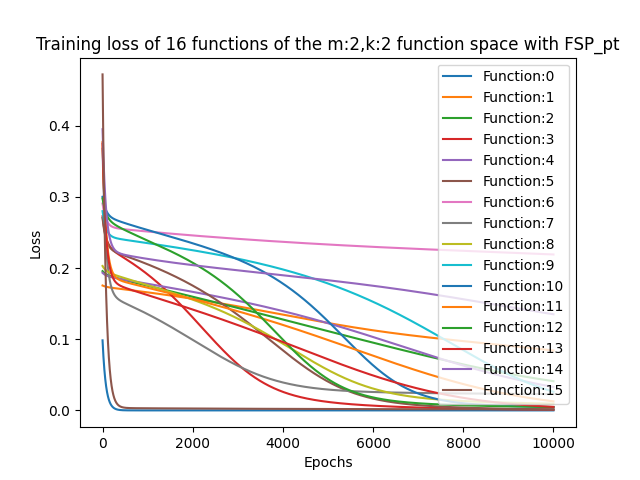 Training loss of 16 functions of the m:2,k:2 function space with FSP_pt
Loss
0.4
0.3
0.2
0.1
0.0
Function:0
Function:1
Function:2
Function:3
Function:4
Function:5
Function:6
Function:7
Function:8
Function:9
Function:10
Function:11
Function:12
Function:13
Function:14
Function:15
0 2000 4000 6000 8000 10000
Epochs